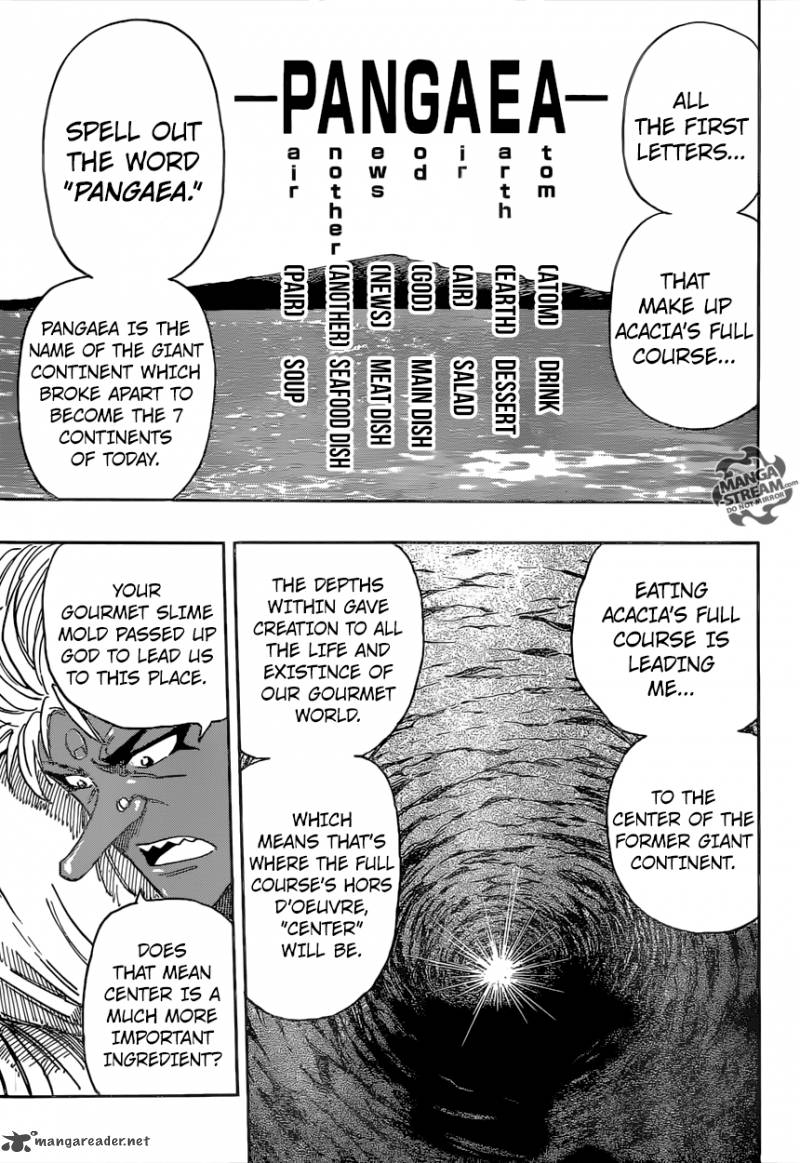 ALL
THE FIRST
LETTERS...
THAT
MAKE UP
ACACIA'S FULL
COURSE...
—PANGAEA—
air
nother
ews
od
ir
arth
tom
(PAIR) SOUP
(ANOTHER) SEAFOOD DISH
(NEWS) MEAT DISH
(GOD) MAIN DISH
(AIR) SALAD
(EARTH) DESSERT
(ATOM) DRINK
SPELL OUT
THE WORD
"PANGAEA."
PANGAEA IS THE
NAME OF THE GIANT
CONTINENT WHICH
BROKE APART TO
BECOME THE 7
CONTINENTS
OF TODAY.
MANGA
STREAM.com
DO NOT MIRROR
EATING
ACACIA'S FULL
COURSE IS
LEADING
ME...
TO THE
CENTER OF THE
FORMER GIANT
CONTINENT.
THE DEPTHS
WITHIN GAVE
CREATION TO ALL
THE LIFE AND
EXISTINCE OF
OUR GOURMET
WORLD.
WHICH
MEANS THAT'S
WHERE THE FULL
COURSE'S HORS
D'OEUVRE,
"CENTER"
WILL BE.
YOUR
GOURMET SLIME
MOLD PASSED UP
GOD TO LEAD US
TO THIS PLACE.
DOES
THAT MEAN
CENTER IS A
MUCH MORE
IMPORTANT
INGREDIENT?
mangareader.net